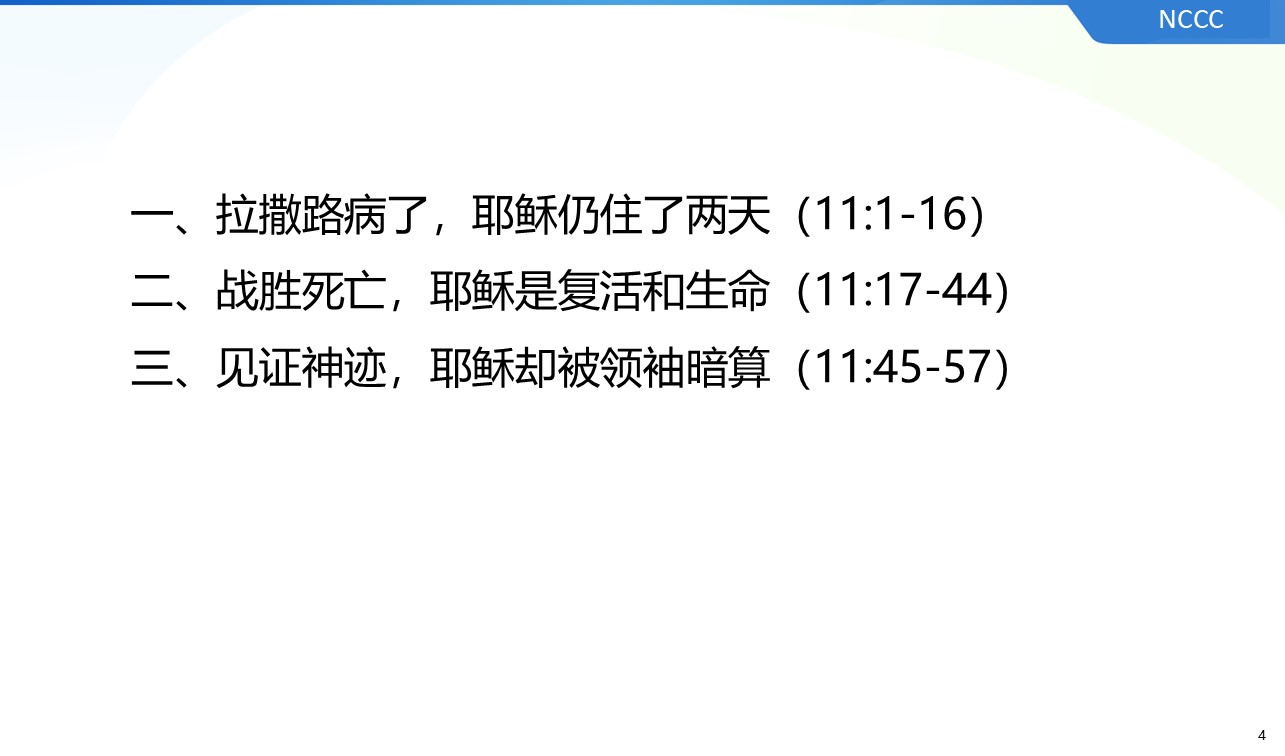 NCCC
一、拉撒路病了，耶稣仍住了两天（11:1-16）
二、战胜死亡，耶稣是复活和生命（11:17-44）
三、见证神迹，耶稣却被领袖暗算（11:45-57）
4